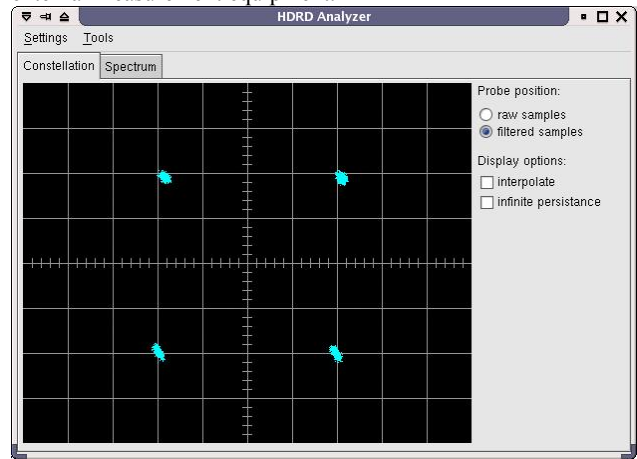 HDRD Analyzer
Settings Tools
Constellation Spectrum
Probe position:
raw samples
filtered samples
Display options:
interpolate
infinite persistance